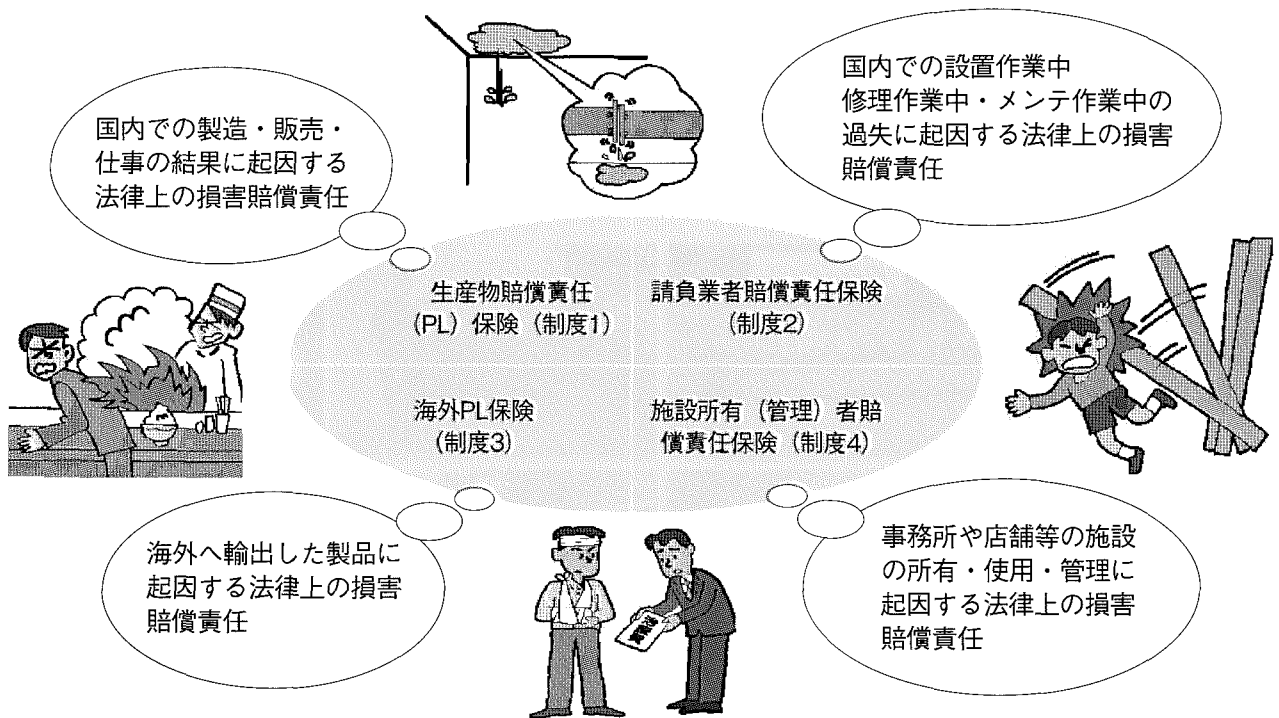 国内での製造・販売・
仕事の結果に起因する
法律上の損害賠償責任
国内での設置作業中
修理作業中・メンテ作業中の
過失に起因する法律上の損害
賠償責任
生産物賠償責任
（PL）保険（制度1）
請負業者賠償責任保険
（制度2）
海外PL保険
（制度3）
施設所有（管理）者賠
償責任保険（制度4）
海外へ輸出した製品に
起因する法律上の損害
賠償責任
事務所や店舗等の施設
の所有・使用・管理に
起因する法律上の損害
賠償責任